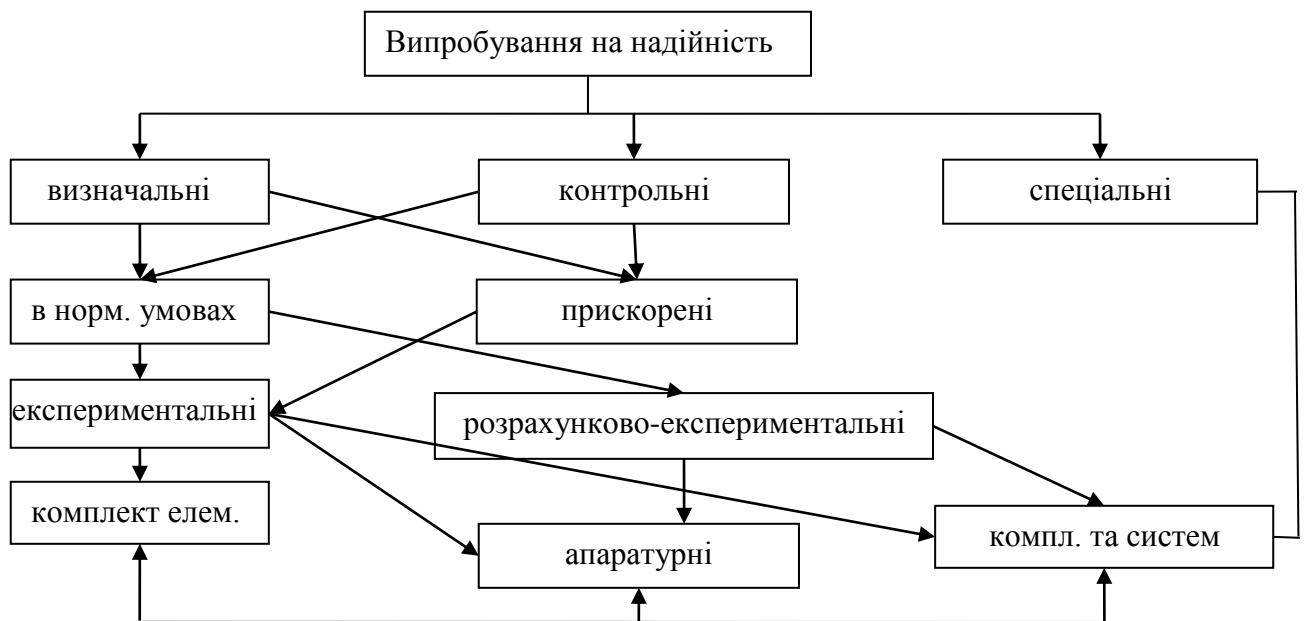 Випробування на надійність
визначальні
контрольні
спеціальні
в норм. умовах
прискорені
експериментальні
розрахунково-експериментальні
комплект елем.
апаратурні
компл. та систем